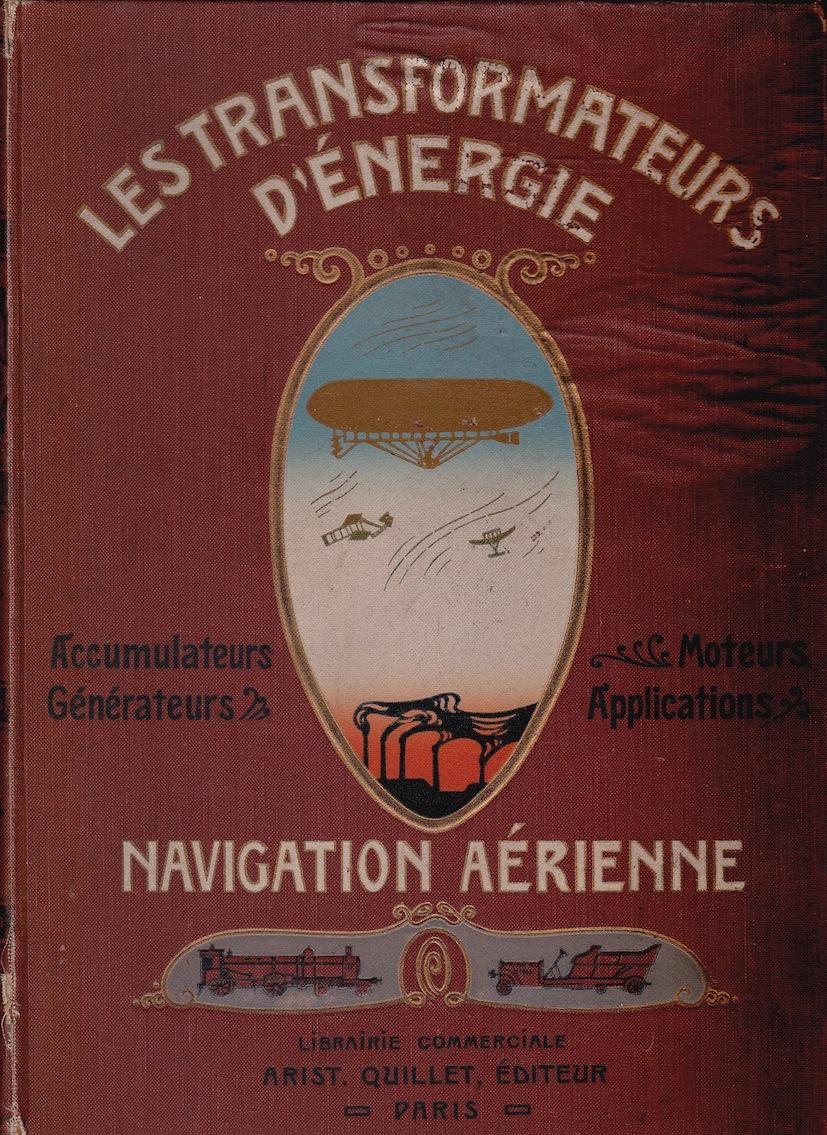 LES TRANSFORMATEURS
D'ÉNERGIE
Accumulateurs
Générateurs
Moteurs
Applications
NAVIGATION AÉRIENNE
LIBRAIRIE COMMERCIALE
ARIST. QUILLET, ÉDITEUR
PARIS